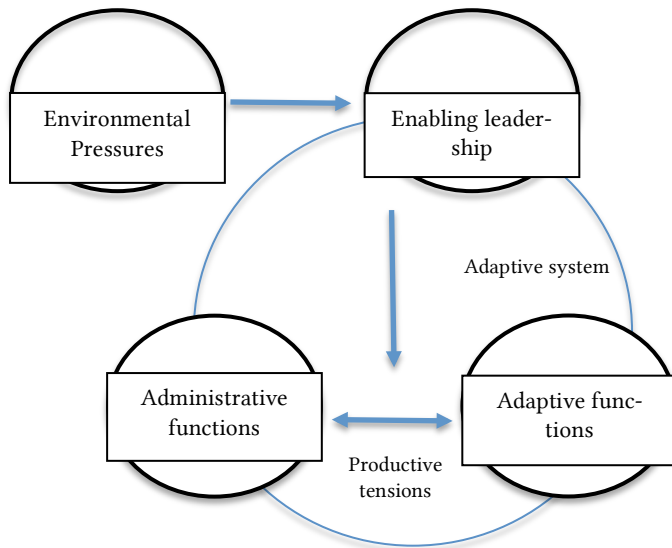 Environmental
Pressures
Enabling leader-
ship
Adaptive system
Administrative
functions
Adaptive func-
tions
Productive
tensions